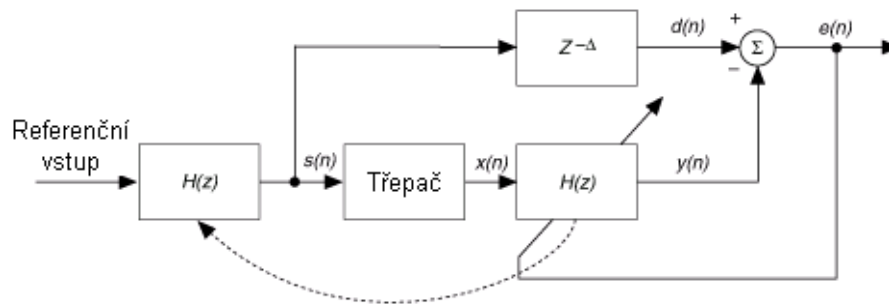 Z⁻ᐞ
d(n)
+
Σ
e(n)
−
Referenční
vstup
H(z)
s(n)
Třepač
x(n)
H(z)
y(n)